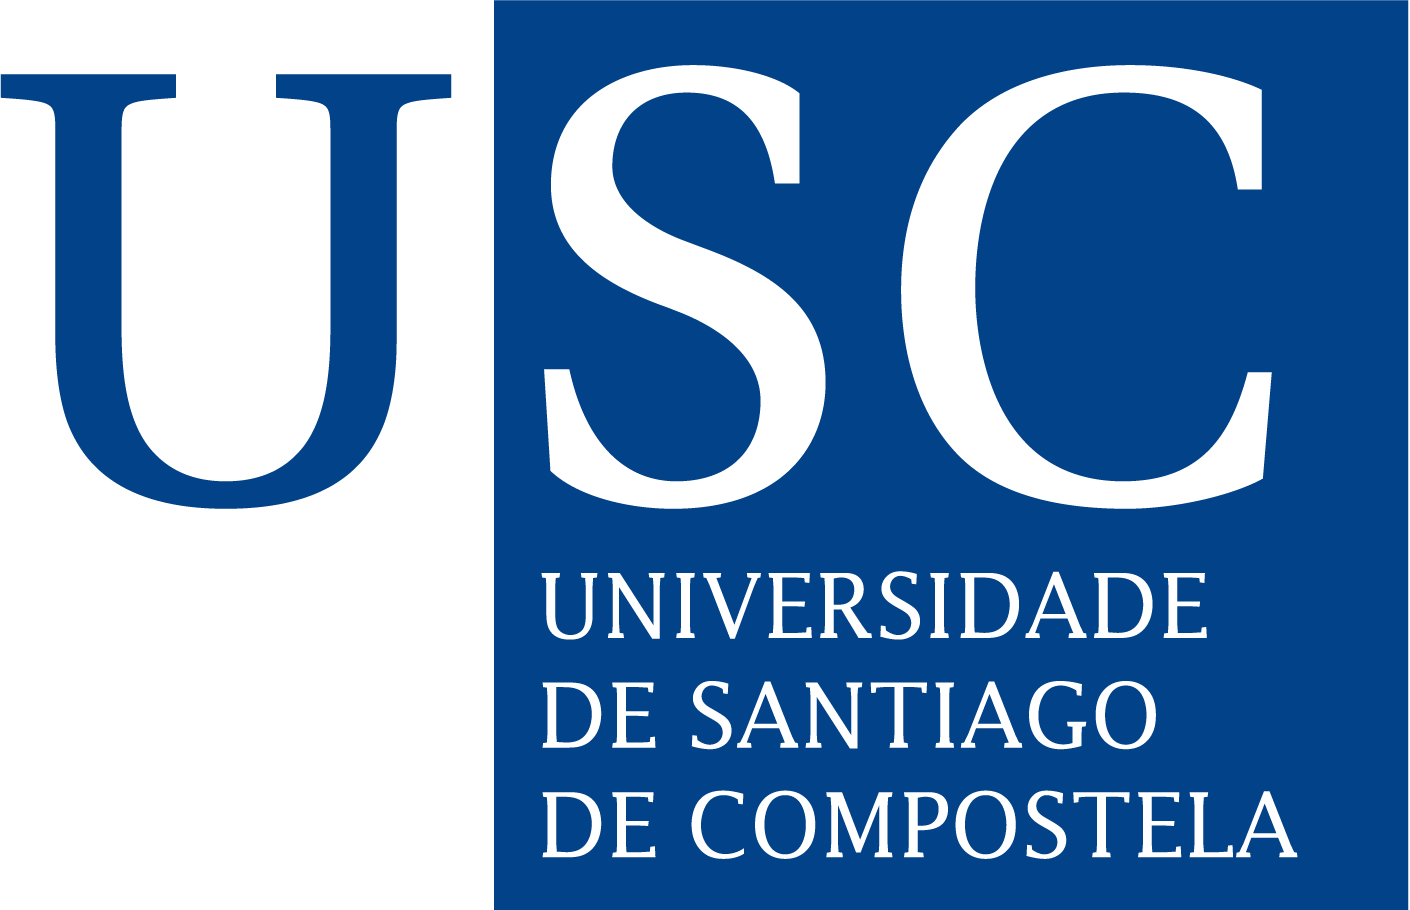 USC
UNIVERSIDADE
DE SANTIAGO
DE COMPOSTELA